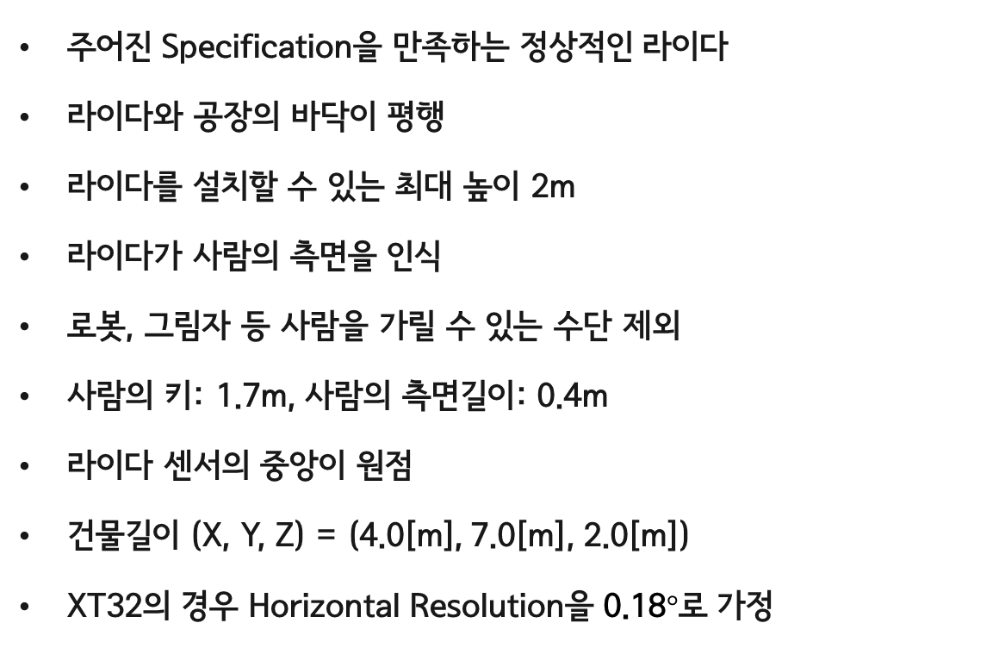 • 주어진 Specification을 만족하는 정상적인 라이다
• 라이다와 공장의 바닥이 평행
• 라이다를 설치할 수 있는 최대 높이 2m
• 라이다가 사람의 측면을 인식
• 로봇, 그림자 등 사람을 가릴 수 있는 수단 제외
• 사람의 키: 1.7m, 사람의 측면길이: 0.4m
• 라이다 센서의 중앙이 원점
• 건물길이 (X, Y, Z) = (4.0[m], 7.0[m], 2.0[m])
• XT32의 경우 Horizontal Resolution을 0.18°로 가정